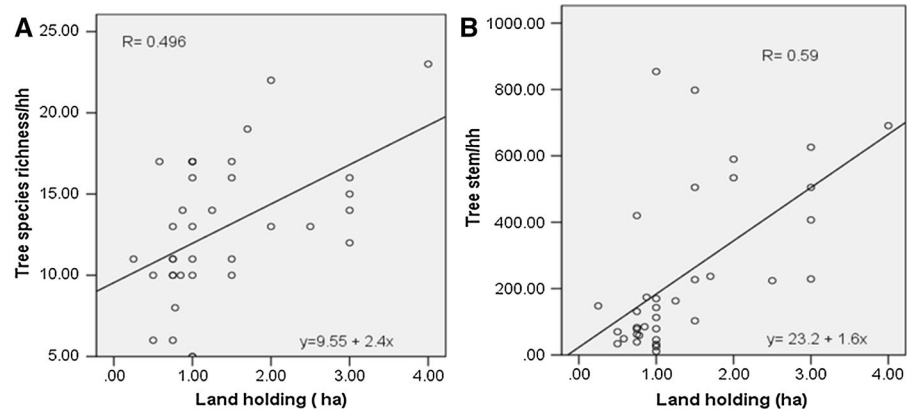 A
R= 0.496
Tree species richness/hh
25.00
20.00
15.00
10.00
5.00
y=9.55 + 2.4x
.00 1.00 2.00 3.00 4.00
Land holding ( ha)
B
R= 0.59
Tree stem/hh
1000.00
800.00
600.00
400.00
200.00
.00
y= 23.2 + 1.6x
.00 1.00 2.00 3.00 4.00
Land holding (ha)